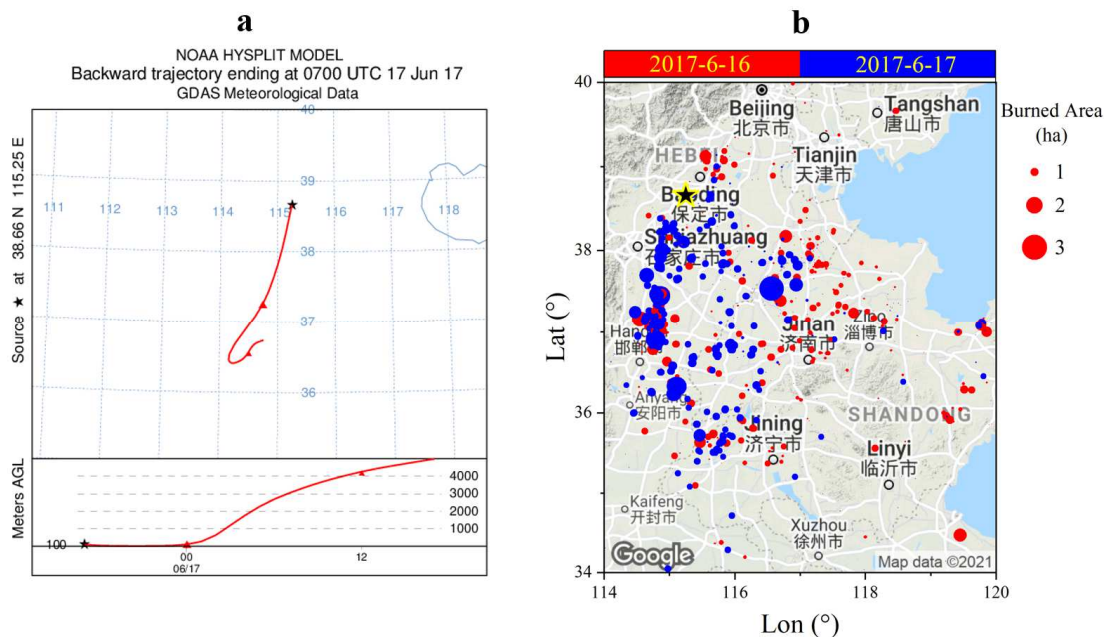 a
NOAA HYSPLIT MODEL
Backward trajectory ending at 0700 UTC 17 Jun 17
GDAS Meteorological Data
Source ★ at 38.66 N 115.25 E
40
39
111
112
113
114
115
116
117
118
38
37
36
Meters AGL
100
4000
3000
2000
1000
00
12
06/17
b
2017-6-16
2017-6-17
Burned Area
(ha)
1
2
3
Lat (°)
40
38
36
34
114
116
118
120
Lon (°)
Beijing
北京市
Tangshan
唐山市
Tianjin
天津市
HEBEI
Baoding
保定市
Shijiazhuang
石家庄市
Jinan
济南市
Zibo
淄博市
邯郸市
Anyang
安阳市
SHANDONG
Jining
济宁市
Linyi
临沂市
Kaifeng
开封市
Xuzhou
徐州市
Google
Map data ©2021